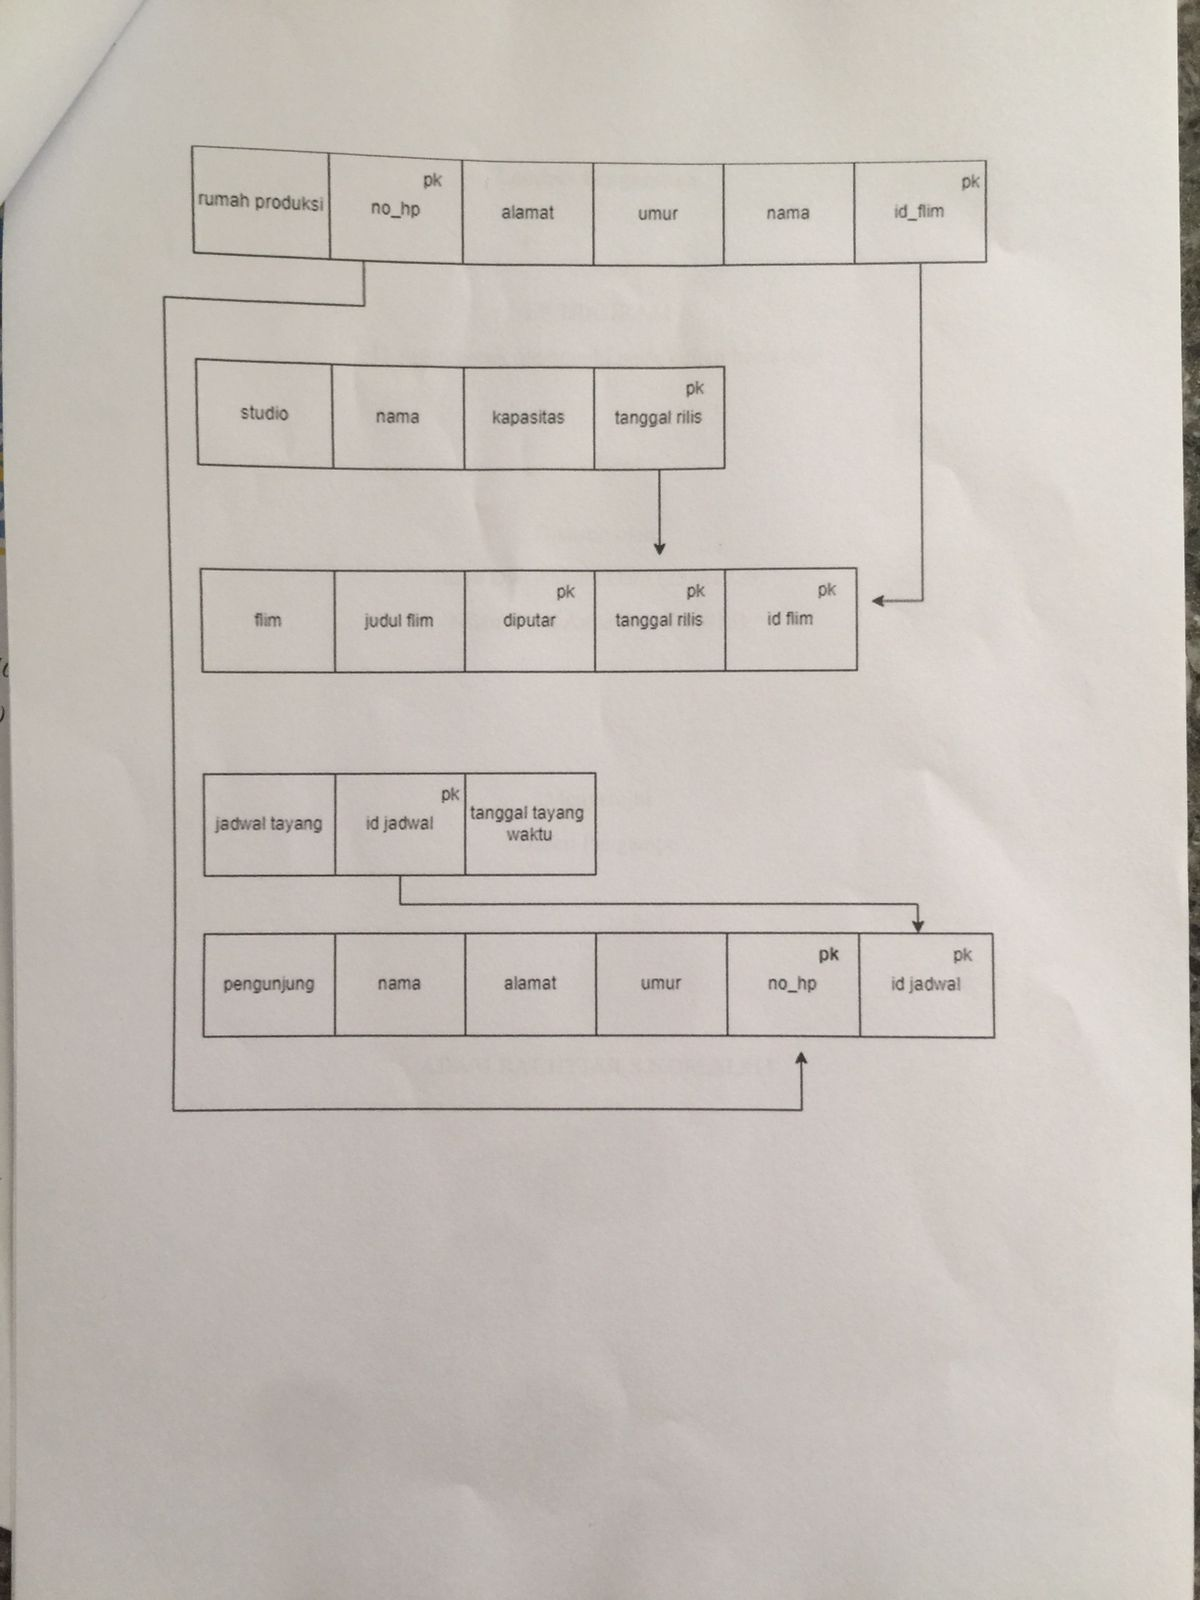 rumah produksi
pk
no_hp
alamat
umur
nama
pk
id_flim
studio
nama
kapasitas
pk
tanggal rilis
flim
judul flim
pk
diputar
pk
tanggal rilis
pk
id flim
jadwal tayang
pk
id jadwal
tanggal tayang
waktu
pengunjung
nama
alamat
umur
pk
no_hp
pk
id jadwal